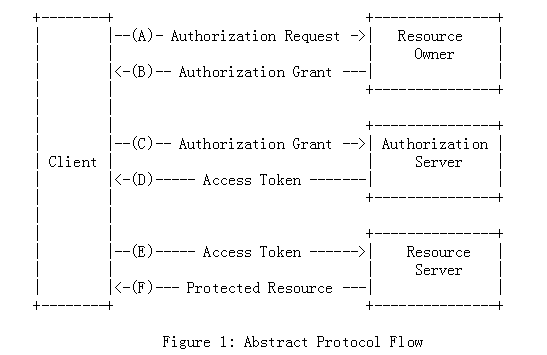 +--------+                               +---------------+
|        |--(A)- Authorization Request ->|   Resource    |
|        |                               |     Owner     |
|        |<-(B)-- Authorization Grant ---|               |
|        |                               +---------------+
|        |
|        |                               +---------------+
|        |--(C)-- Authorization Grant -->| Authorization |
| Client |                               |     Server    |
|        |<-(D)----- Access Token -------|               |
|        |                               +---------------+
|        |
|        |                               +---------------+
|        |--(E)----- Access Token ------>|    Resource   |
|        |                               |     Server    |
|        |<-(F)--- Protected Resource ---|               |
+--------+                               +---------------+
Figure 1: Abstract Protocol Flow